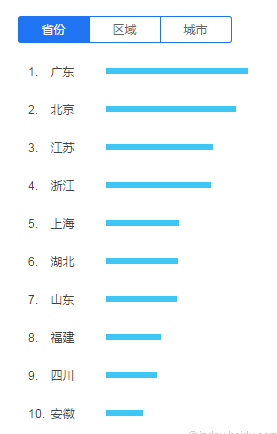 省份 区域 城市
1. 广东
2. 北京
3. 江苏
4. 浙江
5. 上海
6. 湖北
7. 山东
8. 福建
9. 四川
10. 安徽